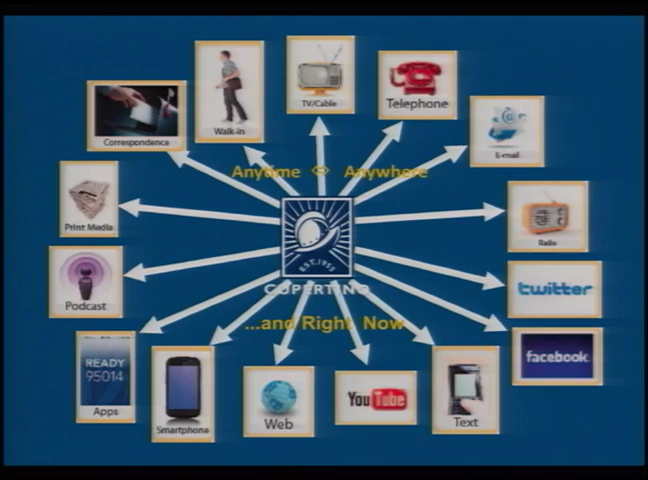 TV/Cable
Telephone
Walk-in
Correspondence
E-mail
Anytime <> Anywhere
Print Media
Radio
EST. 1955
CUPERTINO
Podcast
twitter
...and Right Now
facebook
READY
95014
Apps
Smartphone
Web
YouTube
Text